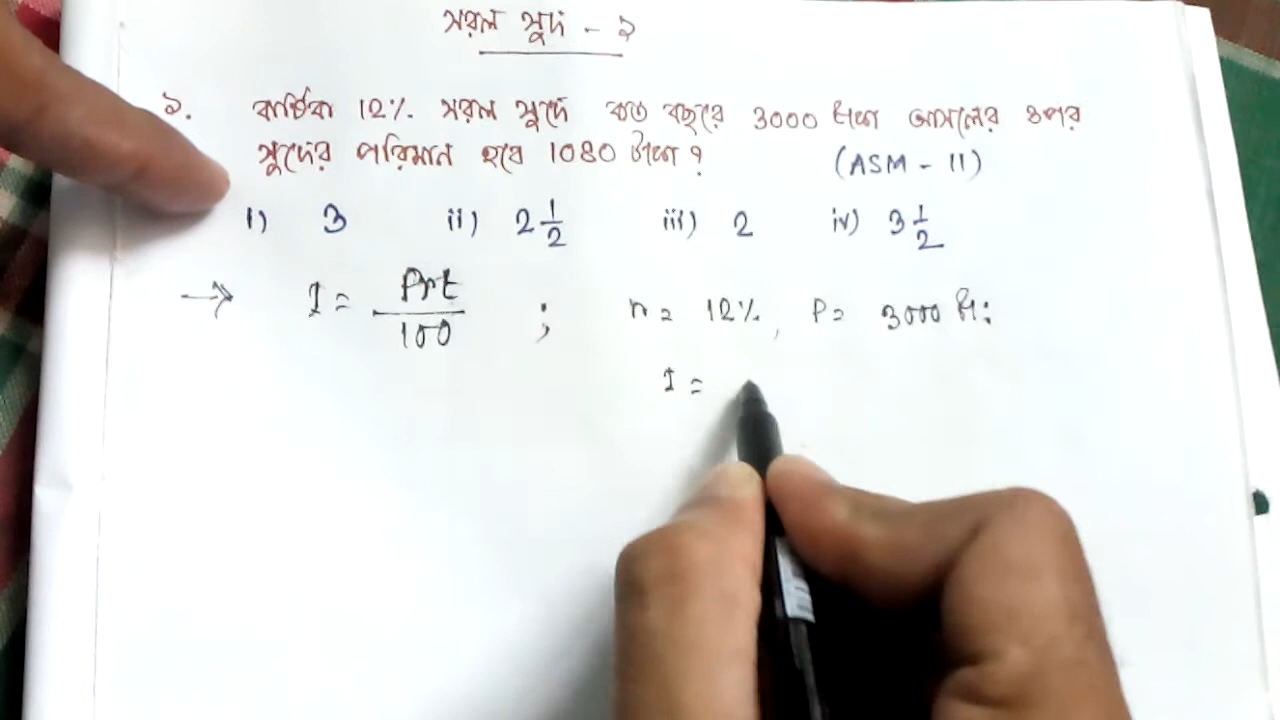 সরল সুদ - ১
১. বার্ষিক 12% সরল সুদে কত বছরে 3000 টাকা আসলের ওপর
সুদের পরিমান হবে 1080 টাকা ?
(ASM - 11)
i) 3 ii) 2 1/2 iii) 2 iv) 3 1/2
→ I = Prt/100 ; r = 12%, P = 3000 টা:
I =